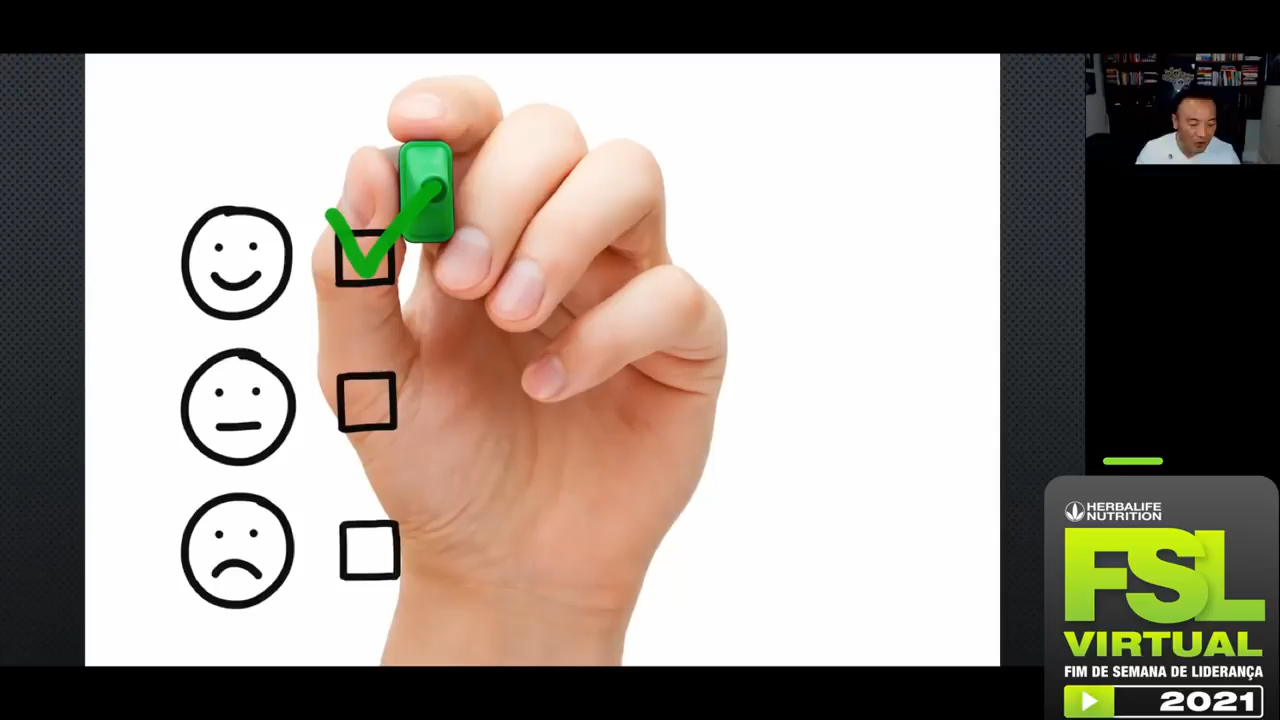 HERBALIFE
NUTRITION
FSL
VIRTUAL
FIM DE SEMANA DE LIDERANÇA
2021